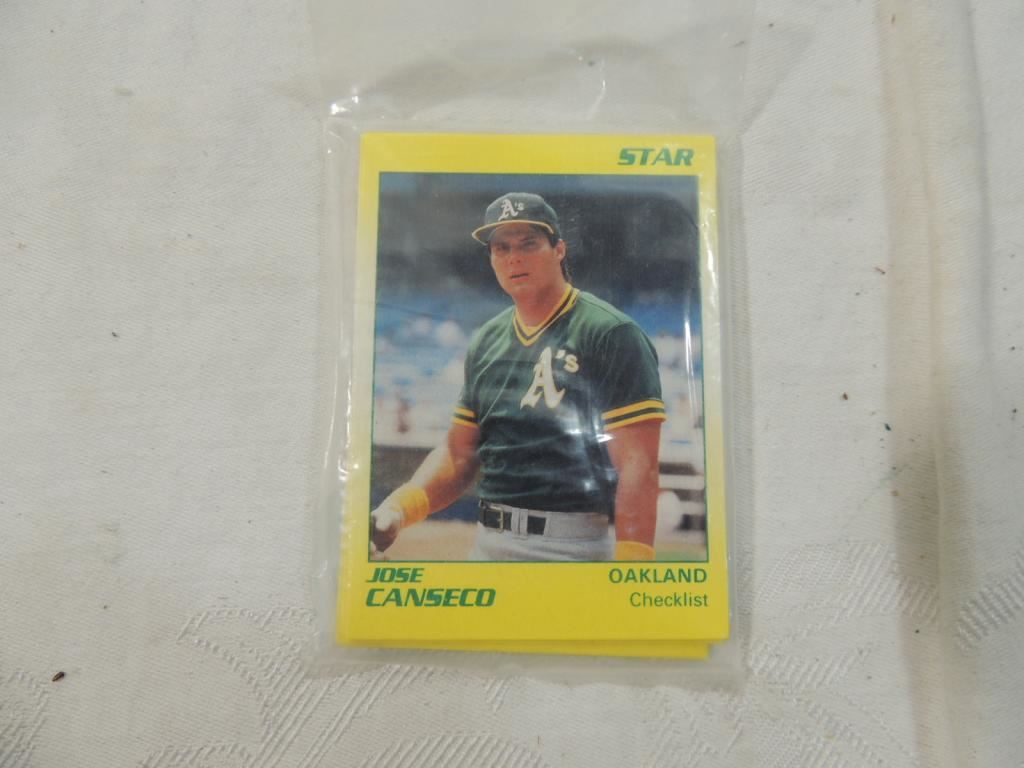 STAR
A's
A's
JOSE
CANSECO
OAKLAND
Checklist